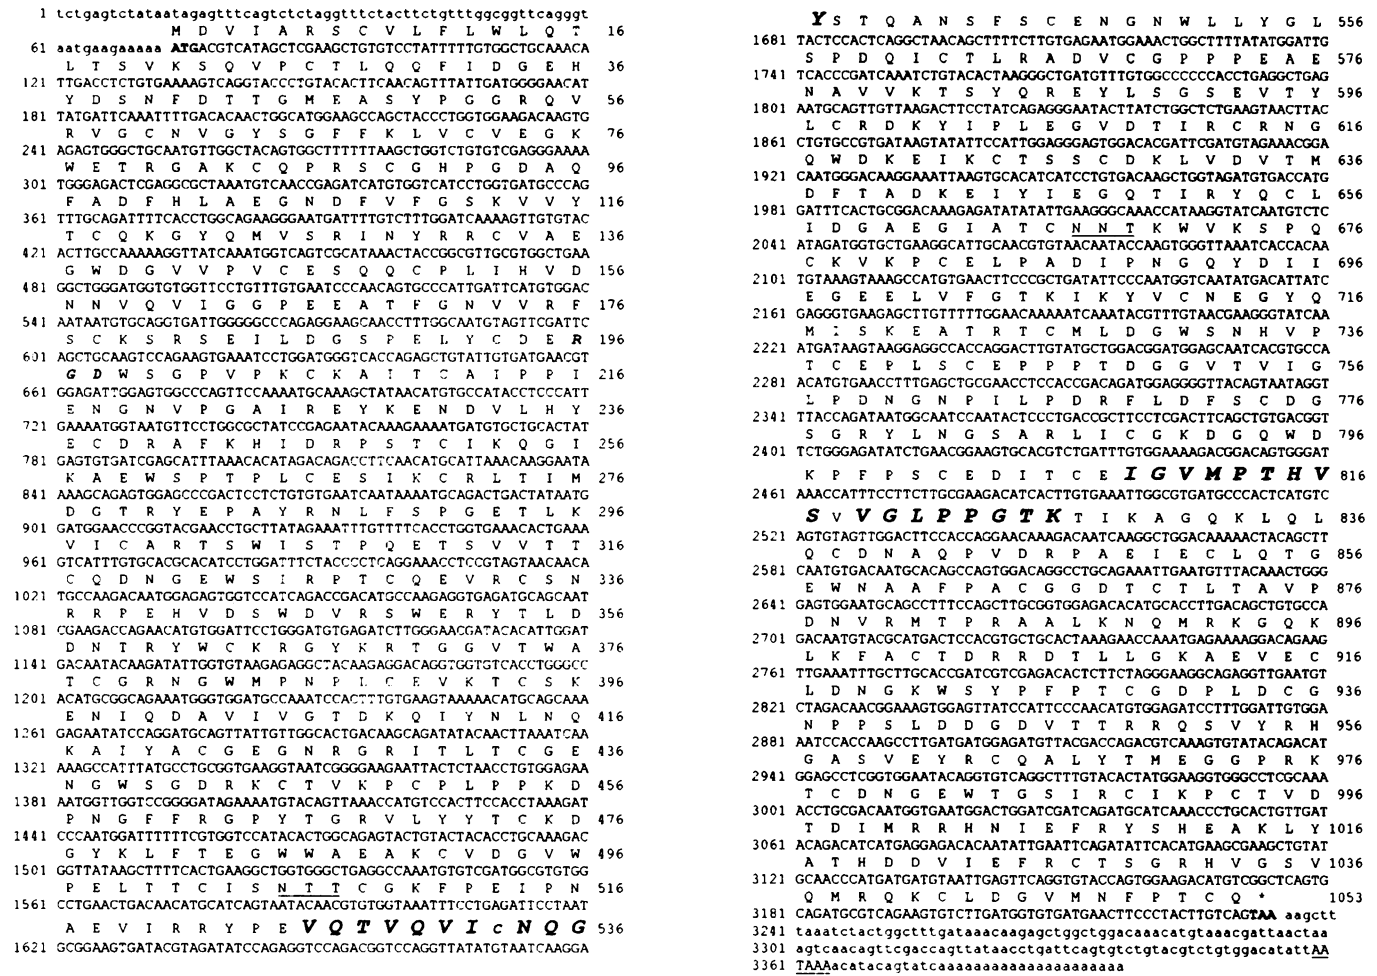 1 tctgagtctataatagagtttcagtctctaggtttctacttctgtttggcggttcagggt
M D V I A R S C V L F L W L Q T 16
61 aatgaagaaaaa ATGACGTCATAGCTCGAAGCTGTGTCCTATTTTTGTGGCTGCAAACA
L T S V K S Q V P C T L Q Q F I D G E H 36
121 TTGACCTCTGTGAAAAGTCAGGTACCCTGTACACTTCAACAGTTTATTGATGGGGAACAT
Y D S N F D T T G M E A S Y P G G R Q V 56
181 TATGATTCAAATTTTGACACAACTGGCATGGAAGCCAGCTACCCTGGTGGAAGACAAGTG
R V G C N V G Y S G F F K L V C V E G K 76
241 AGAGTGGGCTGCAATGTTGGCTACAGTGGCTTTTTTAAGCTGGTCTGTGTCGAGGGAAAA
W E T R G A K C Q P R S C G H P G D A Q 96
301 TGGGAGACTCGAGGCGCTAAATGTCAACCGAGATCATGTGGTCATCCTGGTGATGCCCAG
F A D F H L A E G N D F V F G S K V V Y 116
361 TTTGCAGATTTTCACCTGGCAGAAGGGAATGATTTTGTCTTTGGATCAAAAGTTGTGTAC
T C Q K G Y Q M V S R I N Y R R C V A E 136
421 ACTTGCCAAAAAGGTTATCAAATGGTCAGTCGCATAAACTACCGGCGTTGCGTGGCTGAA
G W D G V V P V C E S Q Q C P L I H V D 156
481 GGCTGGGATGGTGTGGTTCCTGTTTGTGAATCCCAACAGTGCCCATTGATTCATGTGGAC
N N V Q V I G G P E E A T F G N V V R F 176
541 AATAATGTGCAGGTGATTGGGGGCCCAGAGGAAGCAACCTTTGGCAATGTAGTTCGATTC
S C K S R S E I L D G S P E L Y C D E R 196
601 AGCTGCAAGTCCAGAAGTGAAATCCTGGATGGGTCACCAGAGCTGTATTGTGATGAACGT
G D W S G P V P K C K A I T C A I P P I 216
661 GGAGATTGGAGTGGCCCAGTTCCAAAATGCAAAGCTATAACATGTGCCATACCTCCCATT
E N G N V P G A I R E Y K E N D V L H Y 236
721 GAAAATGGTAATGTTCCTGGCGCTATCCGAGAATACAAAGAAAATGATGTGCTGCACTAT
E C D R A F K H I D R P S T C I K Q G I 256
781 GAGTGTGATCGAGCATTTAAACACATAGACAGACCTTCAACATGCATTAAACAAGGAATA
K A E W S P T P L C E S I K C R L T I M 276
841 AAAGCAGAGTGGAGCCCGACTCCTCTGTGTGAATCAATAAAATGCAGACTGACTATAATG
D G T R Y E P A Y R N L F S P G E T L K 296
901 GATGGAACCCGGTACGAACCTGCTTATAGAAATTTGTTTTCACCTGGTGAAACACTGAAA
V I C A R T S W I S T P Q E T S V V T T 316
961 GTCATTTGTGCACGCACATCCTGGATTTCTACCCCTCAGGAAACCTCCGTAGTAACAACA
C Q D N G E W S I R P T C Q E V R C S N 336
1021 TGCCAAGACAATGGAGAGTGGTCCATCAGACCGACATGCCAAGAGGTGAGATGCAGCAAT
R R P E H V D S W D V R S W E R Y T L D 356
1081 CGAAGACCAGAACATGTGGATTCCTGGGATGTGAGATCTTGGGAACGATACACATTGGAT
D N T R Y W C K R G Y K R T G G V T W A 376
1141 GACAATACAAGATATTGGTGTAAGAGAGGCTACAAGAGGACAGGTGGTGTCACCTGGGCC
T C G R N G W M P N P L C E V K T C S K 396
1201 ACATGCGGCAGAAATGGGTGGATGCCAAATCCACTTTGTGAAGTAAAAACATGCAGCAAA
E N I Q D A V I V G T D K Q I Y N L N Q 416
1261 GAGAATATCCAGGATGCAGTTATTGTTGGCACTGACAAGCAGATATACAACTTAAATCAA
K A I Y A C G E G N R G R I T L T C G E 436
1321 AAAGCCATTTATGCCTGCGGTGAAGGTAATCGGGGAAGAATTACTCTAACCTGTGGAGAA
N G W S G D R K C T V K P C P L P P K D 456
1381 AATGGTTGGTCCGGGGATAGAAAATGTACAGTTAAACCATGTCCACTTCCACCTAAAGAT
P N G F F R G P Y T G R V L Y Y T C K D 476
1441 CCCAATGGATTTTTTCGTGGTCCATACACTGGCAGAGTACTGTACTACACCTGCAAAGAC
G Y K L F T E G W W A E A K C V D G V W 496
1501 GGTTATAAGCTTTTCACTGAAGGCTGGTGGGCTGAGGCCAAATGTGTCGATGGCGTGTGG
P E L T T C I S N T T C G K F P E I P N 516
1561 CCTGAACTGACAACATGCATCAGTAATACAACGTGTGGTAAATTTCCTGAGATTCCTAAT
A E V I R R Y P E V Q T V Q V I c N Q G 536
1621 GCGGAAGTGATACGTAGATATCCAGAGGTCCAGACGGTCCAGGTTATATGTAATCAAGGA
Y S T Q A N S F S C E N G N W L L Y G L 556
1681 TACTCCACTCAGGCTAACAGCTTTTCTTGTGAGAATGGAAACTGGCTTTTATATGGATTG
S P D Q I C T L R A D V C G P P P E A E 576
1741 TCACCCGATCAAATCTGTACACTAAGGGCTGATGTTTGTGGCCCCCCACCTGAGGCTGAG
N A V V K T S Y Q R E Y L S G S E V T Y 596
1801 AATGCAGTTGTTAAGACTTCCTATCAGAGGGAATACTTATCTGGCTCTGAAGTAACTTAC
L C R D K Y I P L E G V D T I R C R N G 616
1861 CTGTGCCGTGATAAGTATATTCCATTGGAGGGAGTGGACACGATTCGATGTAGAAACGGA
Q W D K E I K C T S S C D K L V D V T M 636
1921 CAATGGGACAAGGAAATTAAGTGCACATCATCCTGTGACAAGCTGGTAGATGTGACCATG
D F T A D K E I Y I E G Q T I R Y Q C L 656
1981 GATTTCACTGCGGACAAAGAGATATATATTGAAGGGCAAACCATAAGGTATCAATGTCTC
I D G A E G I A T C N N T K W V K S P Q 676
2041 ATAGATGGTGCTGAAGGCATTGCAACGTGTAACAATACCAAGTGGGTTAAATCACCACAA
C K V K P C E L P A D I P N G Q Y D I I 696
2101 TGTAAAGTAAAGCCATGTGAACTTCCCGCTGATATTCCCAATGGTCAATATGACATTATC
E G E E L V F G T K I K Y V C N E G Y Q 716
2161 GAGGGTGAAGAGCTTGTTTTTGGAACAAAAATCAAATACGTTTGTAACGAAGGGTATCAA
M I S K E A T R T C M L D G W S N H V P 736
2221 ATGATAAGTAAGGAGGCCACCAGGACTTGTATGCTGGACGGATGGAGCAATCACGTGCCA
T C E P L S C E P P P T D G G V T V I G 756
2281 ACATGTGAACCTTTGAGCTGCGAACCTCCACCGACAGATGGAGGGGTTACAGTAATAGGT
L P D N G N P I L P D R F L D F S C D G 776
2341 TTACCAGATAATGGCAATCCAATACTCCCTGACCGCTTCCTCGACTTCAGCTGTGACGGT
S G R Y L N G S A R L I C G K D G Q W D 796
2401 TCTGGGAGATATCTGAACGGAAGTGCACGTCTGATTTGTGGAAAAGACGGACAGTGGGAT
K P F P S C E D I T C E I G V M P T H V 816
2461 AAACCATTTCCTTCTTGCGAAGACATCACTTGTGAAATTGGCGTGATGCCCACTCATGTC
S V V G L P P G T K T I K A G Q K L Q L 836
2521 AGTGTAGTTGGACTTCCACCAGGAACAAAGACAATCAAGGCTGGACAAAAACTACAGCTT
Q C D N A Q P V D R P A E I E C L Q T G 856
2581 CAATGTGACAATGCACAGCCAGTGGACAGGCCTGCAGAAATTGAATGTTTACAAACTGGG
E W N A A F P A C G G D T C T L T A V P 876
2641 GAGTGGAATGCAGCCTTTCCAGCTTGCGGTGGAGACACATGCACCTTGACAGCTGTGCCA
D N V R M T P R A A L K N Q M R K G Q K 896
2701 GACAATGTACGCATGACTCCACGTGCTGCACTAAAGAACCAAATGAGAAAAGGACAGAAG
L K F A C T D R R D T L L G K A E V E C 916
2761 TTGAAATTTGCTTGCACCGATCGTCGAGACACTCTTCTAGGGAAGGCAGAGGTTGAATGT
L D N G K W S Y P F P T C G D P L D C G 936
2821 CTAGACAACGGAAAGTGGAGTTATCCATTCCCAACATGTGGAGATCCTTTGGATTGTGGA
N P P S L D D G D V T T R R Q S V Y R H 956
2881 AATCCACCAAGCCTTGATGATGGAGATGTTACGACCAGACGTCAAAGTGTATACAGACAT
G A S V E Y R C Q A L Y T M E G G P R K 976
2941 GGAGCCTCGGTGGAATACAGGTGTCAGGCTTTGTACACTATGGAAGGTGGGCCTCGCAAA
T C D N G E W T G S I R C I K P C T V D 996
3001 ACCTGCGACAATGGTGAATGGACTGGATCGATCAGATGCATCAAACCCTGCACTGTTGAT
T D I M R R H N I E F R Y S H E A K L Y 1016
3061 ACAGACATCATGAGGAGACACAATATTGAATTCAGATATTCACATGAAGCGAAGCTGTAT
A T H D D V I E F R C T S G R H V G S V 1036
3121 GCAACCCATGATGATGTAATTGAGTTCAGGTGTACCAGTGGAAGACATGTCGGCTCAGTG
Q M R Q K C L D G V M N F P T C Q * 1053
3181 CAGATGCGTCAGAAGTGTCTTGATGGTGTGATGAACTTCCCTACTTGTCAGTAA aagctt
3241 taaatctactggctttgataaacaagagctggctggacaaacatgtaaacgattaactaa
3301 agtcaacagttcgaccagttataacctgattcagtgtgtctgtacgtctgtggacatattAA
3361 TAAAacatacagtatcaaaaaaaaaaaaaaaaaaaaa